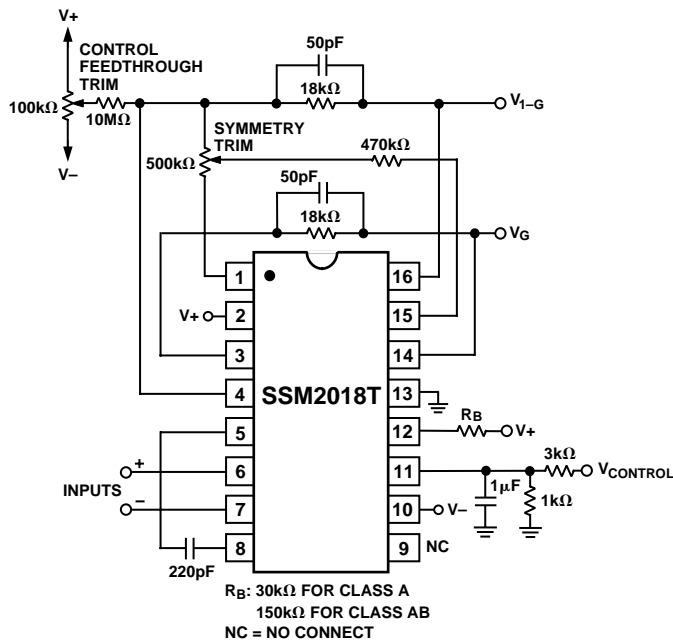 V+
CONTROL
FEEDTHROUGH
TRIM
100kΩ
10MΩ
V–
50pF
18kΩ
V1–G
SYMMETRY
TRIM
500kΩ
470kΩ
50pF
18kΩ
VG
1
16
V+
2
15
3
14
SSM2018T
4
13
5
12
RB
V+
6
11
3kΩ
VCONTROL
INPUTS
+
–
1μF
1kΩ
7
10
V–
8
9
NC
220pF
RB: 30kΩ FOR CLASS A
150kΩ FOR CLASS AB
NC = NO CONNECT